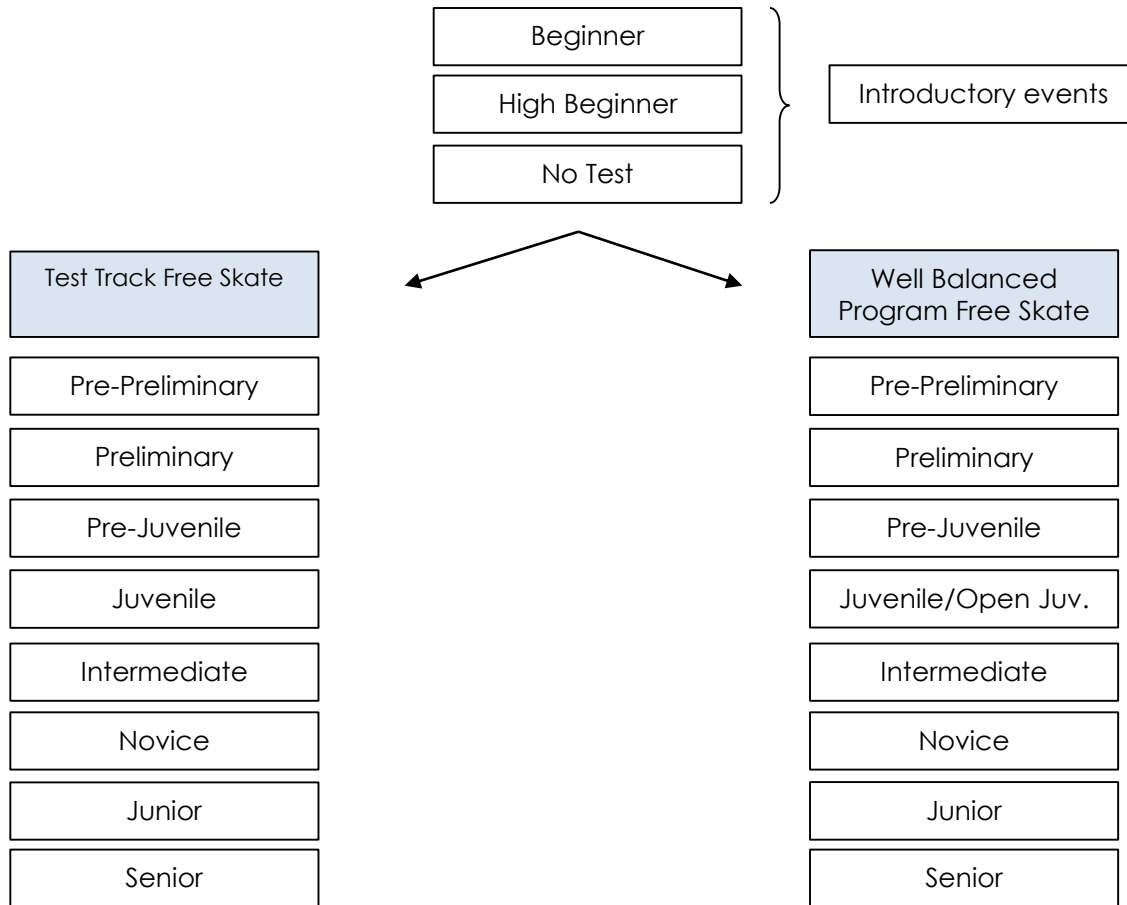 Beginner
High Beginner
No Test
Introductory events
Test Track Free Skate
Pre-Preliminary
Preliminary
Pre-Juvenile
Juvenile
Intermediate
Novice
Junior
Senior
Well Balanced
Program Free Skate
Pre-Preliminary
Preliminary
Pre-Juvenile
Juvenile/Open Juv.
Intermediate
Novice
Junior
Senior